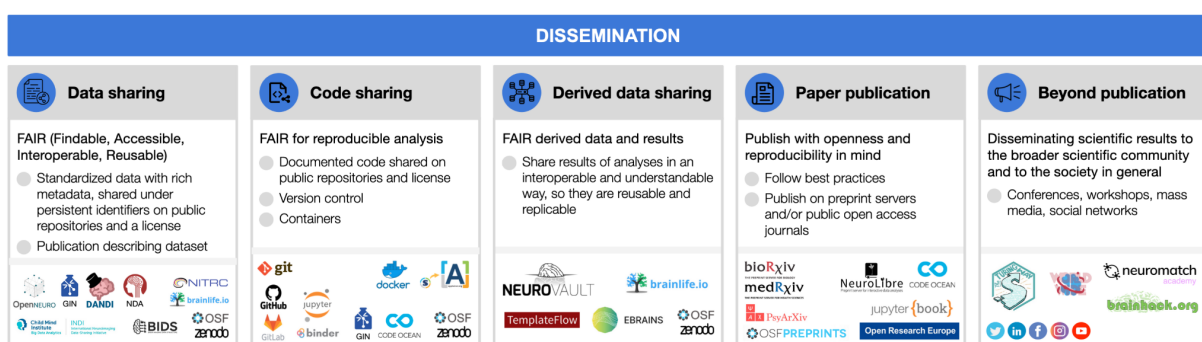 DISSEMINATION
Data sharing
FAIR (Findable, Accessible,
Interoperable, Reusable)
Standardized data with rich
metadata, shared under
persistent identifiers on public
repositories and a license
Publication describing dataset
OPENNEURO
GIN
DANDI
NDA
NITRC
brainlife.io
Child Mind
Institute
INDI
BIDS
OSF
zenodo
Code sharing
FAIR for reproducible analysis
Documented code shared on
public repositories and license
Version control
Containers
git
docker
S
[A]
GitHub
jupyter
GitLab
binder
GIN
CO
CODE OCEAN
OSF
zenodo
Derived data sharing
FAIR derived data and results
Share results of analyses in an
interoperable and understandable
way, so they are reusable and
replicable
NEUROVAULT
brainlife.io
TemplateFlow
EBRAINS
OSF
zenodo
Paper publication
Publish with openness and
reproducibility in mind
Follow best practices
Publish on preprint servers
and/or public open access
journals
bioRχiv
medRχiv
PsyArXiv
OSFPREPRINTS
NeuroLibre
CO
CODE OCEAN
jupyter {book}
Open Research Europe
Beyond publication
Disseminating scientific results to
the broader scientific community
and to the society in general
Conferences, workshops, mass
media, social networks
neuromatch
academy
brainhack.org